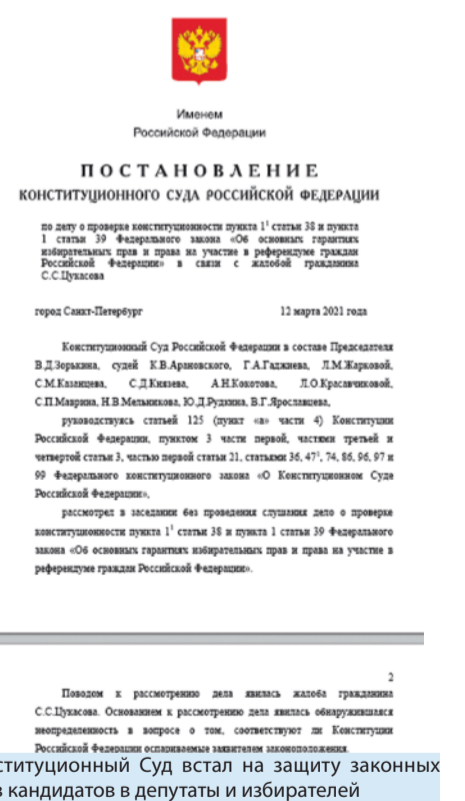 Именем
Российской Федерации
ПОСТАНОВЛЕНИЕ
КОНСТИТУЦИОННОГО СУДА РОССИЙСКОЙ ФЕДЕРАЦИИ
по делу о проверке конституционности пункта 1¹ статьи 38 и пункта
1 статьи 39 Федерального закона «Об основных гарантиях
избирательных прав и права на участие в референдуме граждан
Российской Федерации» в связи с жалобой гражданина
С.С.Цукасова
город Санкт-Петербург 12 марта 2021 года
Конституционный Суд Российской Федерации в составе Председателя
В.Д.Зорькина, судей К.В.Арановского, Г.А.Гаджиева, Л.М.Жарковой,
С.М.Казанцева, С.Д.Князева, А.Н.Кокотова, Л.О.Красавчиковой,
С.П.Маврина, Н.В.Мельникова, Ю.Д.Рудкина, В.Г.Ярославцева,
руководствуясь статьей 125 (пункт «а» части 4) Конституции
Российской Федерации, пунктом 3 части первой, частями третьей и
четвертой статьи 3, частью первой статьи 21, статьями 36, 47¹, 74, 86, 96, 97 и
99 Федерального конституционного закона «О Конституционном Суде
Российской Федерации»,
рассмотрел в заседании без проведения слушания дело о проверке
конституционности пункта 1¹ статьи 38 и пункта 1 статьи 39 Федерального
закона «Об основных гарантиях избирательных прав и права на участие в
референдуме граждан Российской Федерации».
2
Поводом к рассмотрению дела явилась жалоба гражданина
С.С.Цукасова. Основанием к рассмотрению дела явилась обнаружившаяся
неопределенность в вопросе о том, соответствуют ли Конституции
Российской Федерации оспариваемые заявителем законоположения.
ституционный Суд встал на защиту законных
в кандидатов в депутаты и избирателей